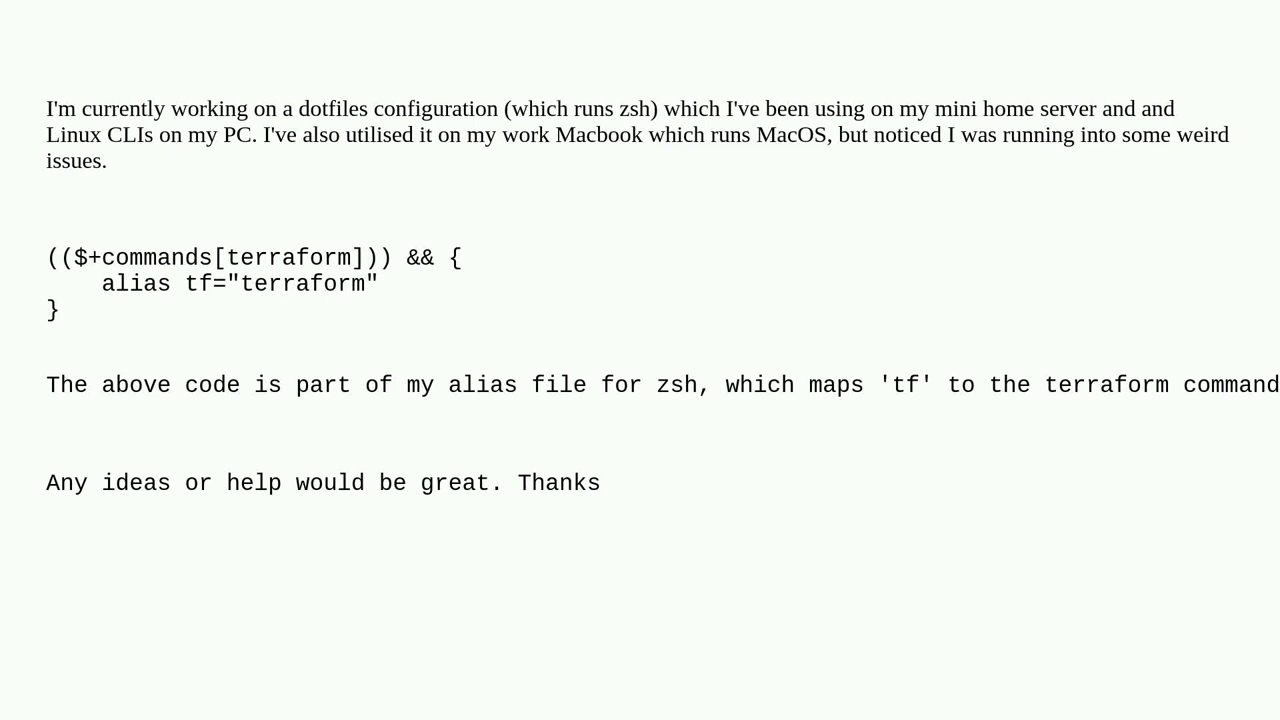 I'm currently working on a dotfiles configuration (which runs zsh) which I've been using on my mini home server and and
Linux CLIs on my PC. I've also utilised it on my work Macbook which runs MacOS, but noticed I was running into some weird
issues.
(($+commands[terraform])) && {
    alias tf="terraform"
}
The above code is part of my alias file for zsh, which maps 'tf' to the terraform command
Any ideas or help would be great. Thanks